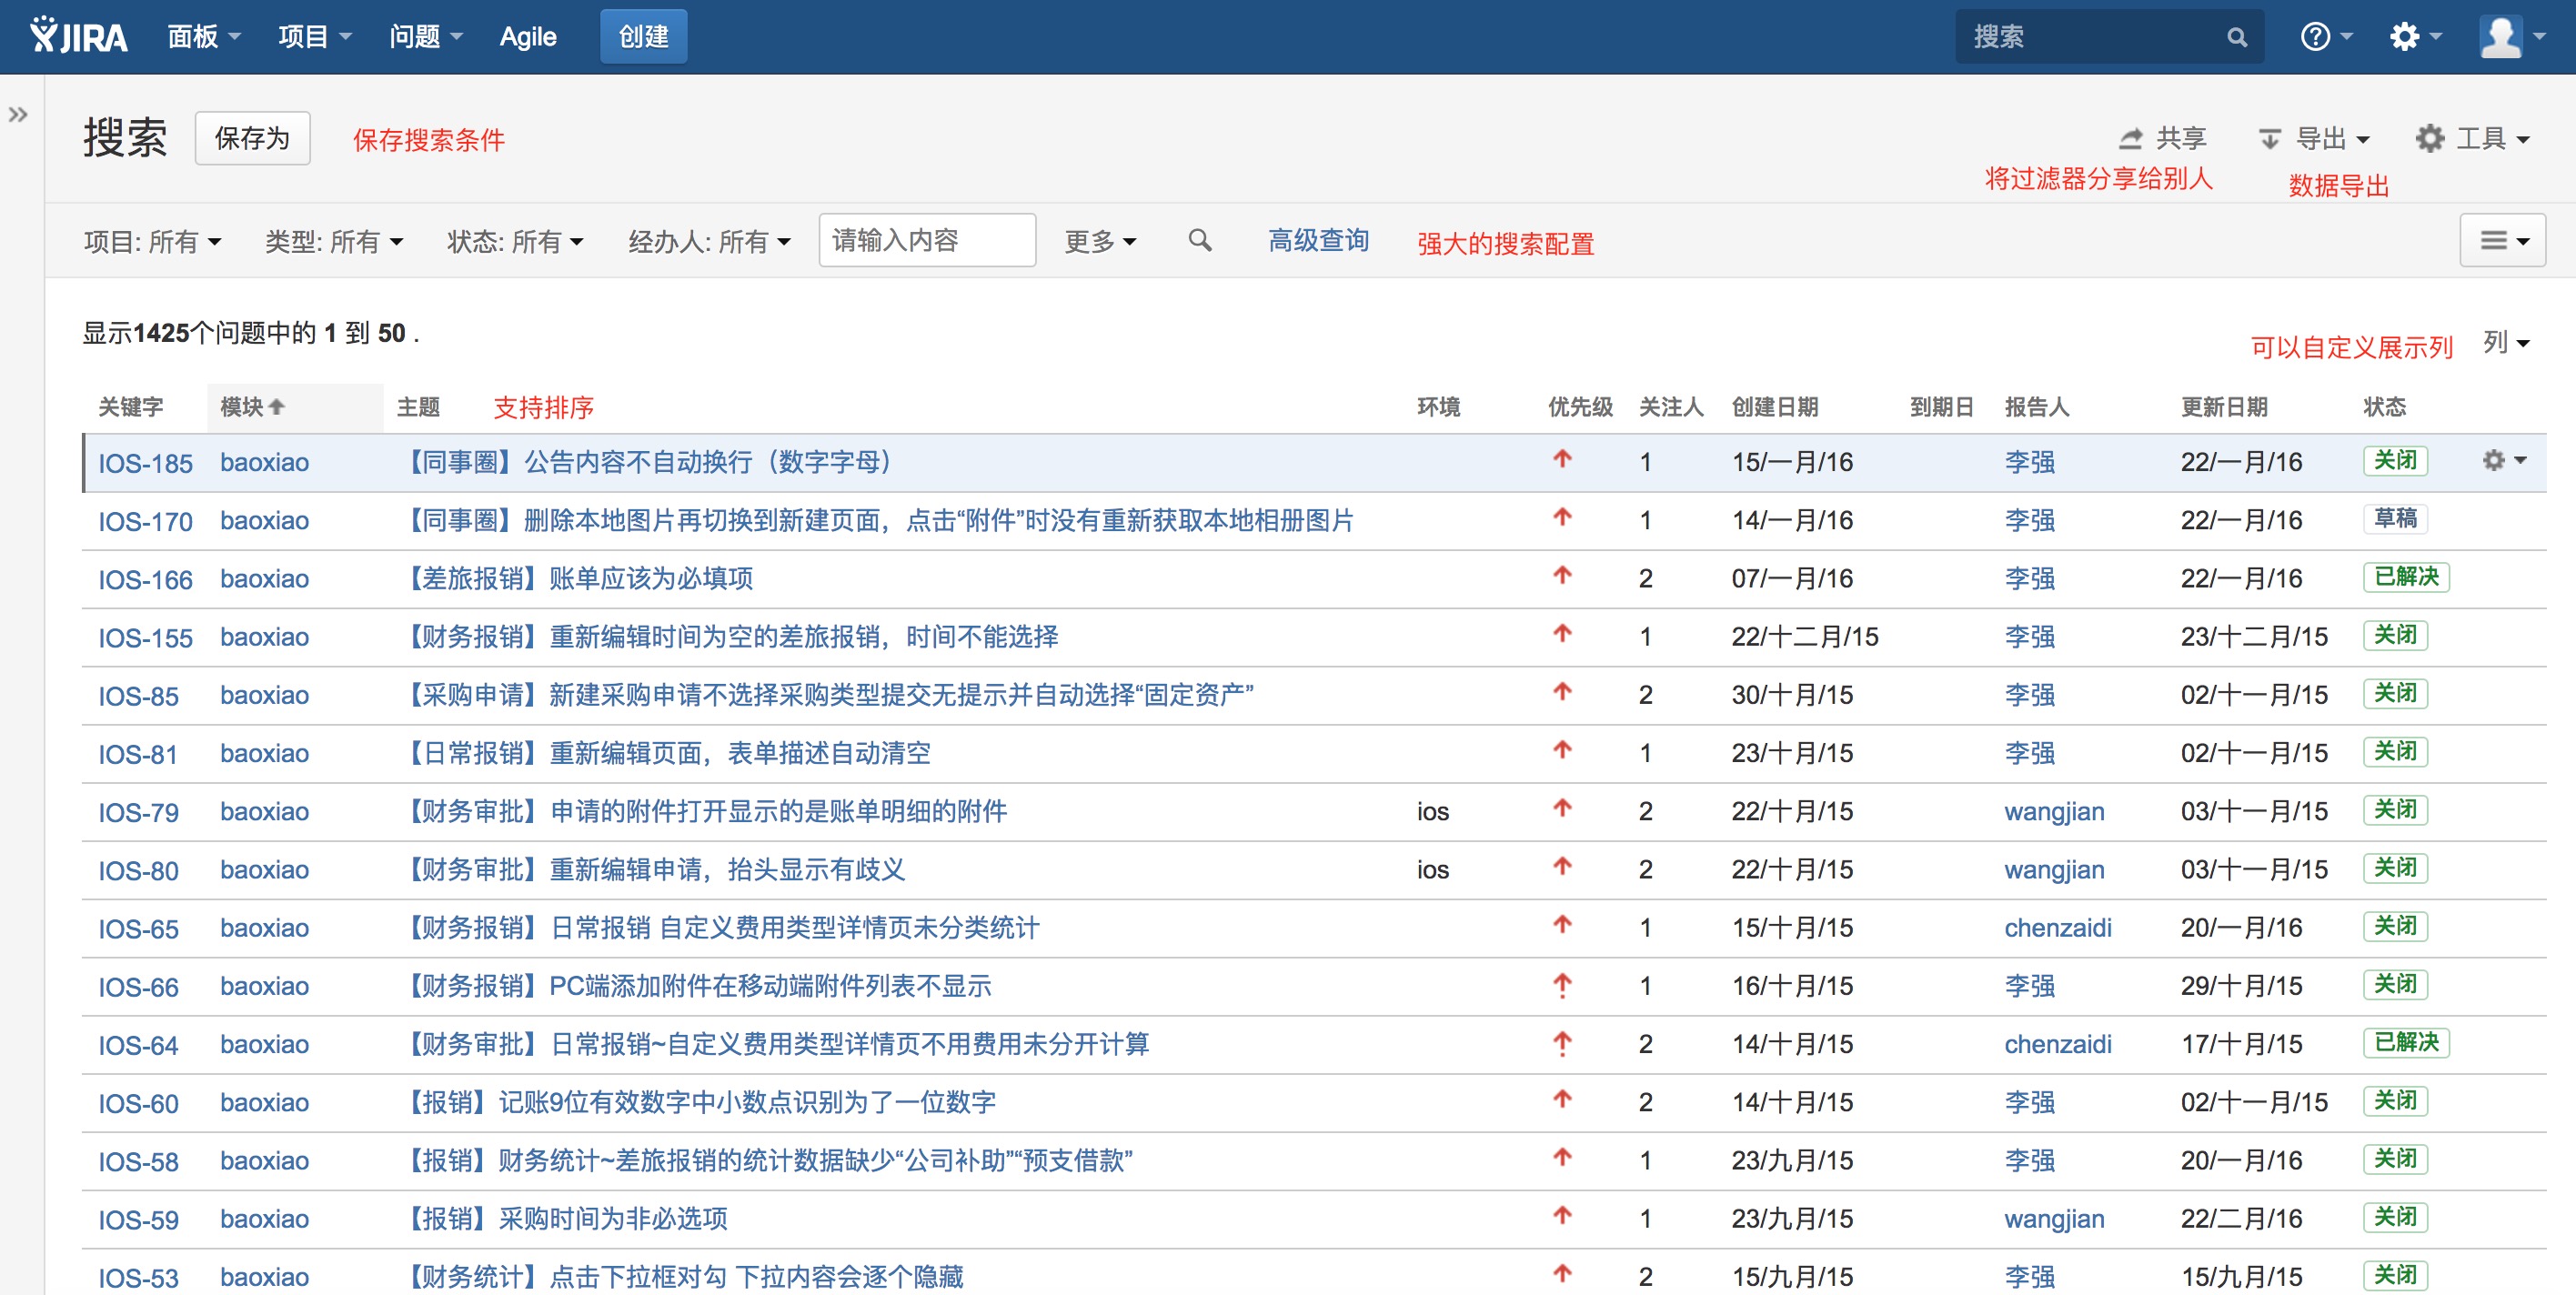 JIRA 面板 项目 问题 Agile 创建 搜索
搜索 保存为 保存搜索条件 共享 导出 工具
将过滤器分享给别人 数据导出
项目: 所有 类型: 所有 状态: 所有 经办人: 所有 请输入内容 更多 高级查询 强大的搜索配置
显示1425个问题中的 1 到 50 .
可以自定义展示列 列
关键字 模块 主题 支持排序 环境 优先级 关注人 创建日期 到期日 报告人 更新日期 状态
IOS-185 baoxiao 【同事圈】公告内容不自动换行（数字字母） 1 15/一月/16 李强 22/一月/16 关闭
IOS-170 baoxiao 【同事圈】删除本地图片再切换到新建页面，点击“附件”时没有重新获取本地相册图片 1 14/一月/16 李强 22/一月/16 草稿
IOS-166 baoxiao 【差旅报销】账单应该为必填项 2 07/一月/16 李强 22/一月/16 已解决
IOS-155 baoxiao 【财务报销】重新编辑时间为空的差旅报销，时间不能选择 1 22/十二月/15 李强 23/十二月/15 关闭
IOS-85 baoxiao 【采购申请】新建采购申请不选择采购类型提交无提示并自动选择“固定资产” 2 30/十月/15 李强 02/十一月/15 关闭
IOS-81 baoxiao 【日常报销】重新编辑页面，表单描述自动清空 1 23/十月/15 李强 02/十一月/15 关闭
IOS-79 baoxiao 【财务审批】申请的附件打开显示的是账单明细的附件 ios 2 22/十月/15 wangjian 03/十一月/15 关闭
IOS-80 baoxiao 【财务审批】重新编辑申请，抬头显示有歧义 ios 2 22/十月/15 wangjian 03/十一月/15 关闭
IOS-65 baoxiao 【财务报销】日常报销 自定义费用类型详情页未分类统计 1 15/十月/15 chenzaidi 20/一月/16 关闭
IOS-66 baoxiao 【财务报销】PC端添加附件在移动端附件列表不显示 1 16/十月/15 李强 29/十月/15 关闭
IOS-64 baoxiao 【财务审批】日常报销~自定义费用类型详情页不用费用未分开计算 2 14/十月/15 chenzaidi 17/十月/15 已解决
IOS-60 baoxiao 【报销】记账9位有效数字中小数点识别为了一位数字 2 14/十月/15 李强 02/十一月/15 关闭
IOS-58 baoxiao 【报销】财务统计~差旅报销的统计数据缺少“公司补助”“预支借款” 1 23/九月/15 李强 20/一月/16 关闭
IOS-59 baoxiao 【报销】采购时间为非必选项 1 23/九月/15 wangjian 22/二月/16 关闭
IOS-53 baoxiao 【财务统计】点击下拉框对勾 下拉内容会逐个隐藏 2 15/九月/15 李强 15/九月/15 关闭